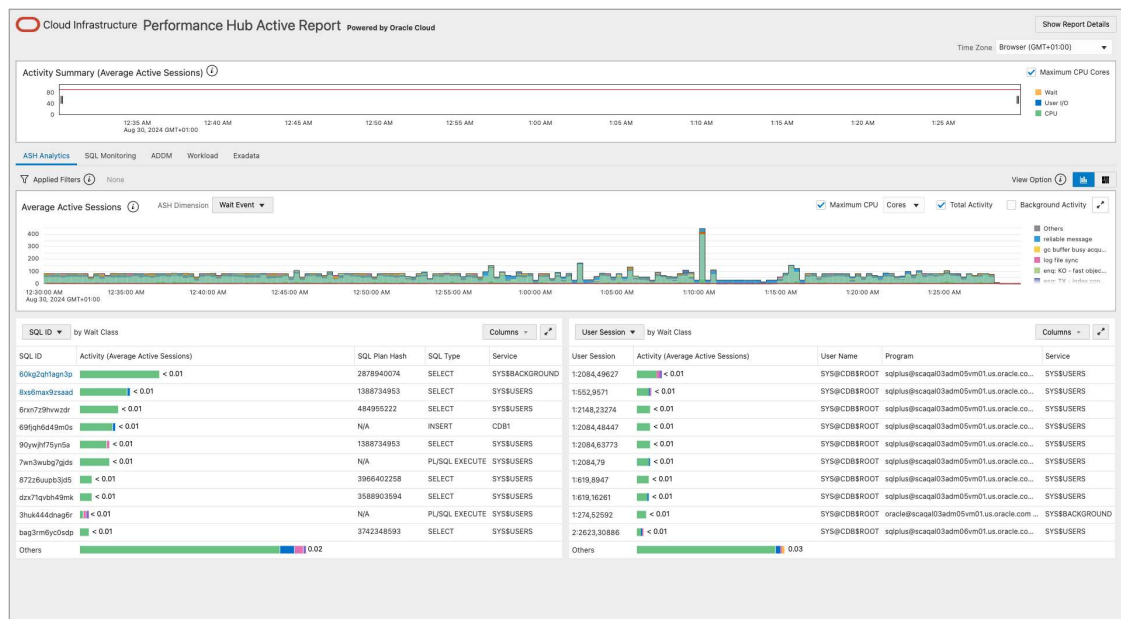 Cloud Infrastructure Performance Hub Active Report Powered by Oracle Cloud
Show Report Details
Time Zone Browser (GMT+01:00)
Activity Summary (Average Active Sessions)
Maximum CPU Cores
80
40
0
Wait
User I/O
CPU
12:35 AM 12:40 AM 12:45 AM 12:50 AM 12:55 AM 1:00 AM 1:05 AM 1:10 AM 1:15 AM 1:20 AM 1:25 AM
Aug 30, 2024 GMT+01:00
ASH Analytics SQL Monitoring ADDM Workload Exadata
Applied Filters None
View Option
Average Active Sessions ASH Dimension Wait Event
Maximum CPU Cores Total Activity Background Activity
400
300
200
100
0
Others
reliable message
gc buffer busy acqu...
log file sync
enq: KO - fast objec...
12:30:00 AM 12:35:00 AM 12:40:00 AM 12:45:00 AM 12:50:00 AM 12:55:00 AM 1:00:00 AM 1:05:00 AM 1:10:00 AM 1:15:00 AM 1:20:00 AM 1:25:00 AM
Aug 30, 2024 GMT+01:00
SQL ID by Wait Class Columns
SQL ID Activity (Average Active Sessions) SQL Plan Hash SQL Type Service
60kg2qh1agn3p < 0.01 2878940074 SELECT SYS$BACKGROUND
8xs6max9zsaad < 0.01 1388734953 SELECT SYS$USERS
6rxn7z9hvwzdr < 0.01 484955222 SELECT SYS$USERS
69fjqh6d49m0s < 0.01 N/A INSERT CDB1
90ywjhf75yn5a < 0.01 1388734953 SELECT SYS$USERS
7wn3wubg7gjds < 0.01 N/A PL/SQL EXECUTE SYS$USERS
872z6uupb3jd5 < 0.01 3966402258 SELECT SYS$USERS
dzx71qvbh49mk < 0.01 3588903594 SELECT SYS$USERS
3huk444dnag6r < 0.01 N/A PL/SQL EXECUTE SYS$USERS
bag3rm6yc0sdp < 0.01 3742348593 SELECT SYS$USERS
Others 0.02
User Session by Wait Class Columns
User Session Activity (Average Active Sessions) User Name Program Service
1:2084,49627 < 0.01 SYS@CDB$ROOT sqlplus@scaqal03adm05vm01.us.oracle.co... SYS$USERS
1:552,9571 < 0.01 SYS@CDB$ROOT sqlplus@scaqal03adm05vm01.us.oracle.co... SYS$USERS
1:2148,23274 < 0.01 SYS@CDB$ROOT sqlplus@scaqal03adm05vm01.us.oracle.co... SYS$USERS
1:2084,48447 < 0.01 SYS@CDB$ROOT sqlplus@scaqal03adm05vm01.us.oracle.co... SYS$USERS
1:2084,63773 < 0.01 SYS@CDB$ROOT sqlplus@scaqal03adm05vm01.us.oracle.co... SYS$USERS
1:2084,79 < 0.01 SYS@CDB$ROOT sqlplus@scaqal03adm05vm01.us.oracle.co... SYS$USERS
1:619,8947 < 0.01 SYS@CDB$ROOT sqlplus@scaqal03adm05vm01.us.oracle.co... SYS$USERS
1:619,16261 < 0.01 SYS@CDB$ROOT sqlplus@scaqal03adm05vm01.us.oracle.co... SYS$USERS
1:274,52592 < 0.01 SYS@CDB$ROOT oracle@scaqal03adm05vm01.us.oracle.com ... SYS$BACKGROUND
2:2623,30886 < 0.01 SYS@CDB$ROOT sqlplus@scaqal03adm06vm01.us.oracle.co... SYS$USERS
Others 0.03